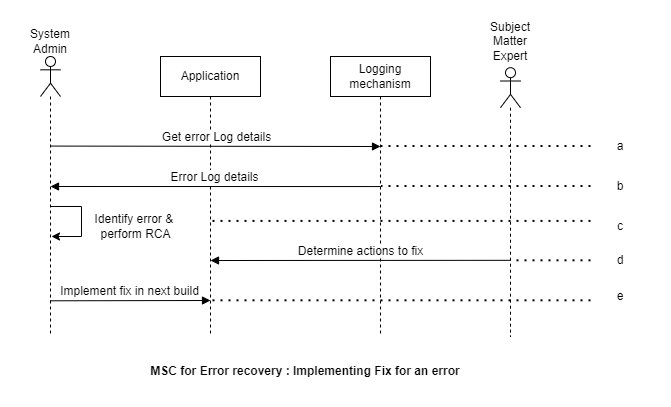 System
Admin
Subject
Matter
Expert
Application
Logging
mechanism
Get error Log details
a
Error Log details
b
Identify error &
perform RCA
c
Determine actions to fix
d
Implement fix in next build
e
MSC for Error recovery : Implementing Fix for an error